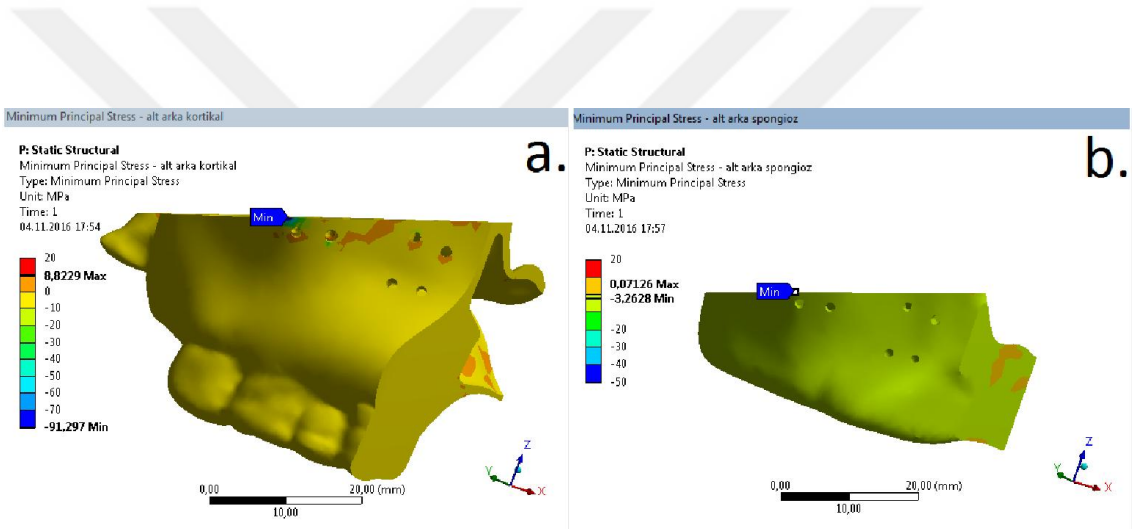 Minimum Principal Stress - alt arka kortikal
a.
P: Static Structural
Minimum Principal Stress - alt arka kortikal
Type: Minimum Principal Stress
Unit: MPa
Time: 1
04.11.2016 17:54
Min
20
8,8229 Max
0
-10
-20
-30
-40
-50
-60
-70
-91,297 Min
0,00
20,00 (mm)
10,00
Z
Y
X
Minimum Principal Stress - alt arka spongioz
b.
P: Static Structural
Minimum Principal Stress - alt arka spongioz
Type: Minimum Principal Stress
Unit: MPa
Time: 1
04.11.2016 17:57
Min
20
0,07126 Max
-3,2628 Min
-20
-30
-40
-50
0,00
20,00 (mm)
10,00
Z
Y
X